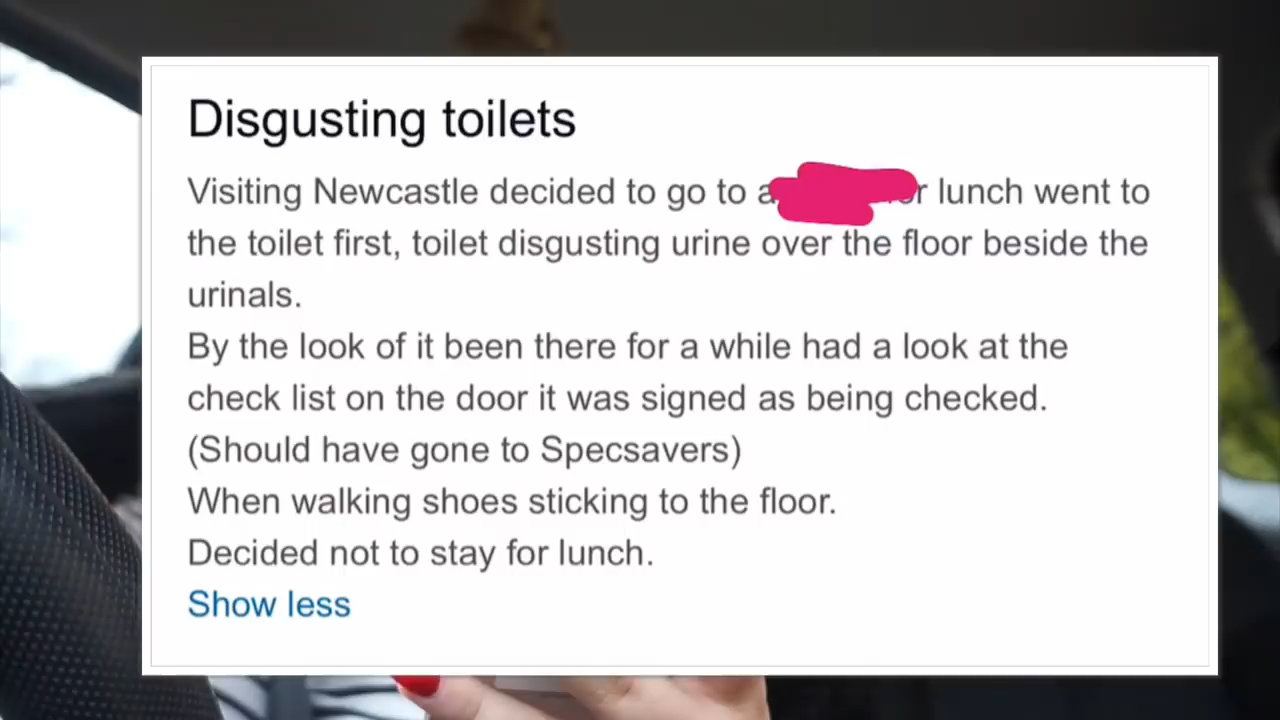 Disgusting toilets
Visiting Newcastle decided to go to lunch went to
the toilet first, toilet disgusting urine over the floor beside the
urinals.
By the look of it been there for a while had a look at the
check list on the door it was signed as being checked.
(Should have gone to Specsavers)
When walking shoes sticking to the floor.
Decided not to stay for lunch.
Show less